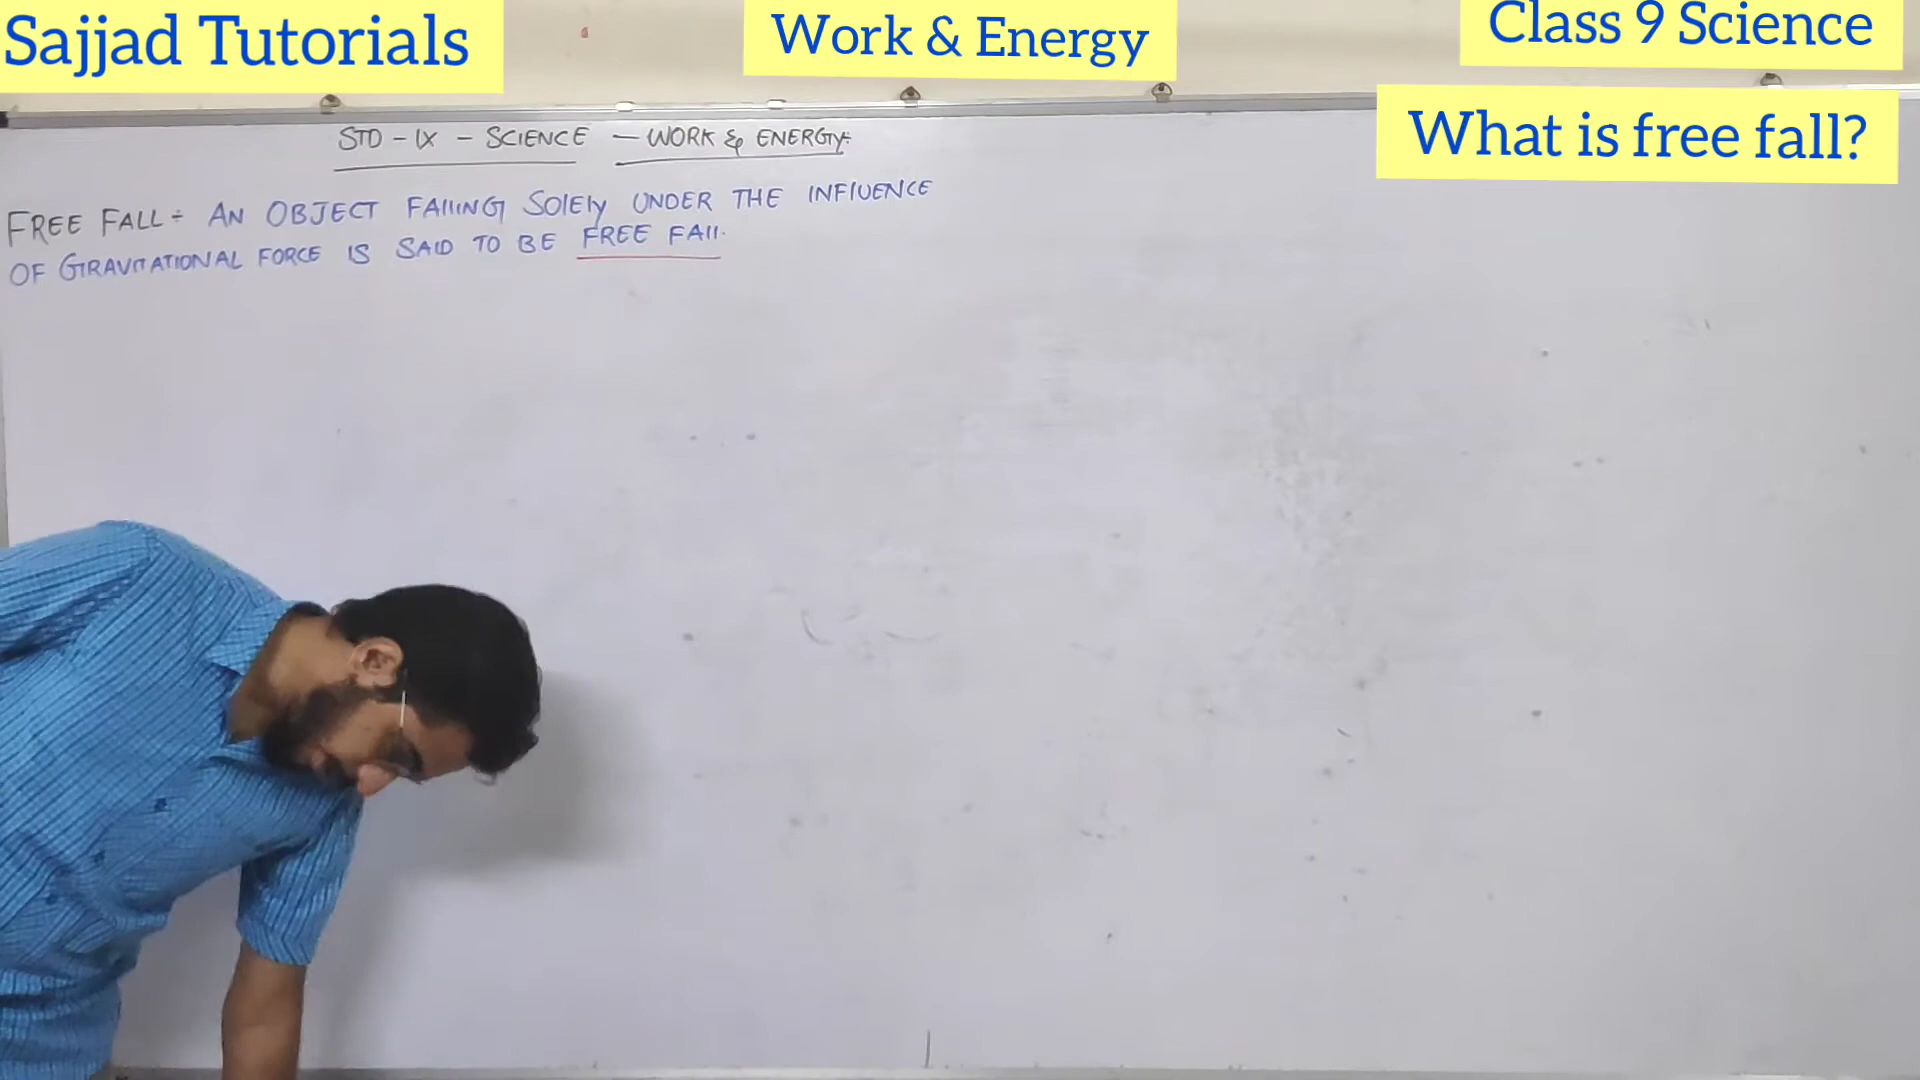 Sajjad Tutorials
Work & Energy
Class 9 Science
What is free fall?
STD - IX - SCIENCE - WORK & ENERGY:
FREE FALL ÷ AN OBJECT FALLING SOLELY UNDER THE INFLUENCE
OF GRAVITATIONAL FORCE IS SAID TO BE FREE FALL.